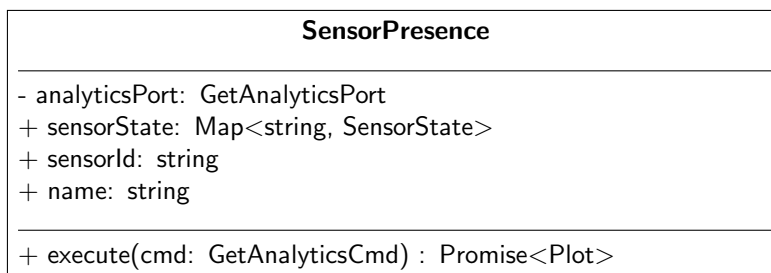 SensorPresence
- analyticsPort: GetAnalyticsPort
+ sensorState: Map<string, SensorState>
+ sensorId: string
+ name: string
+ execute(cmd: GetAnalyticsCmd) : Promise<Plot>